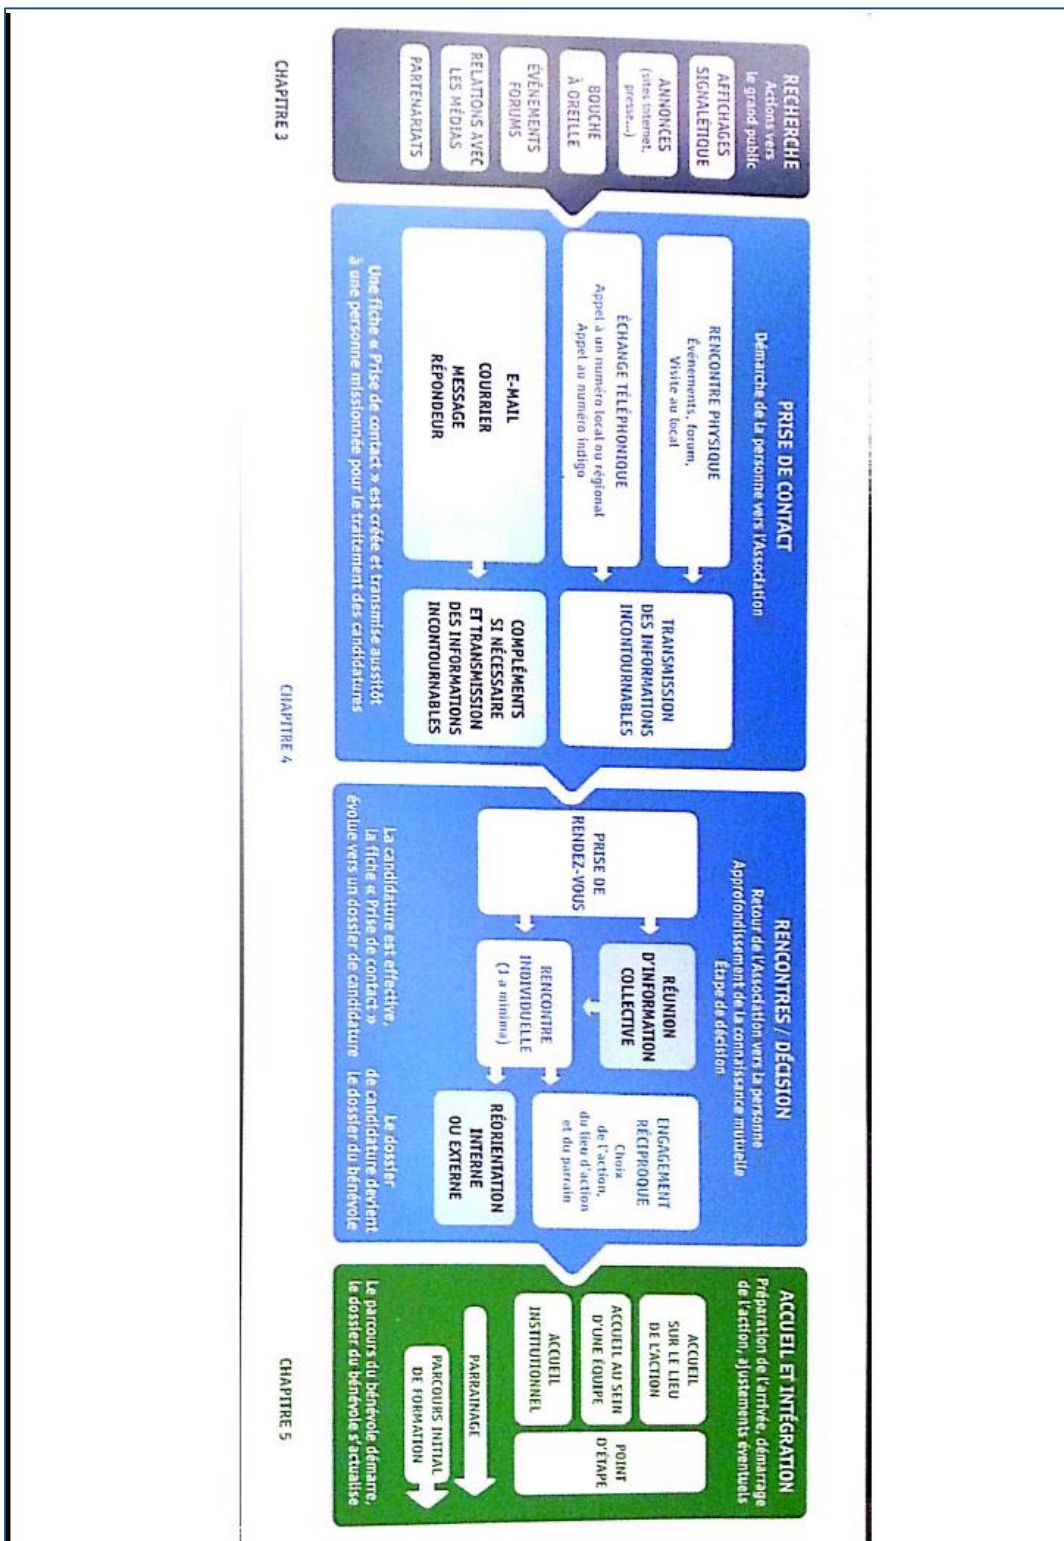 RECHERCHE
Actions vers
le grand public
AFFICHAGES
SIGNALÉTIQUE
ANNONCES
(sites internet,
presse...)
BOUCHE
À OREILLE
ÉVÉNEMENTS
FORUMS
RELATIONS AVEC
LES MÉDIAS
PARTENARIATS
CHAPITRE 3
PRISE DE CONTACT
Démarche de la personne vers l'Association
RENCONTRE PHYSIQUE
Événements, forum,
Visite au local
ÉCHANGE TÉLÉPHONIQUE
Appel à un numéro local ou régional
Appel au numéro indigo
E-MAIL
COURRIER
MESSAGE
RÉPONDEUR
TRANSMISSION
DES INFORMATIONS
INCONTOURNABLES
COMPLÉMENTS
SI NÉCESSAIRE
ET TRANSMISSION
DES INFORMATIONS
INCONTOURNABLES
Une fiche « Prise de contact » est créée et transmise aussitôt
à une personne missionnée pour le traitement des candidatures
CHAPITRE 4
RENCONTRES / DÉCISION
Retour de l'Association vers la personne
Approfondissement de la connaissance mutuelle
Étape de décision
PRISE DE
RENDEZ-VOUS
RÉUNION
D'INFORMATION
COLLECTIVE
RENCONTRE
INDIVIDUELLE
(1 a minima)
ENGAGEMENT
RÉCIPROQUE
Choix
de l'action,
du lieu d'action
et du parrain
RÉORIENTATION
INTERNE
OU EXTERNE
La candidature est effective,
la fiche « Prise de contact »
évolue vers un dossier de candidature
Le dossier
de candidature devient
le dossier du bénévole
ACCUEIL ET INTÉGRATION
Préparation de l'arrivée, démarrage
de l'action, ajustements éventuels
ACCUEIL
SUR LE LIEU
DE L'ACTION
ACCUEIL AU SEIN
D'UNE ÉQUIPE
ACCUEIL
INSTITUTIONNEL
POINT
D'ÉTAPE
PARRAINAGE
PARCOURS INITIAL
DE FORMATION
Le parcours du bénévole démarre,
le dossier du bénévole s'actualise
CHAPITRE 5